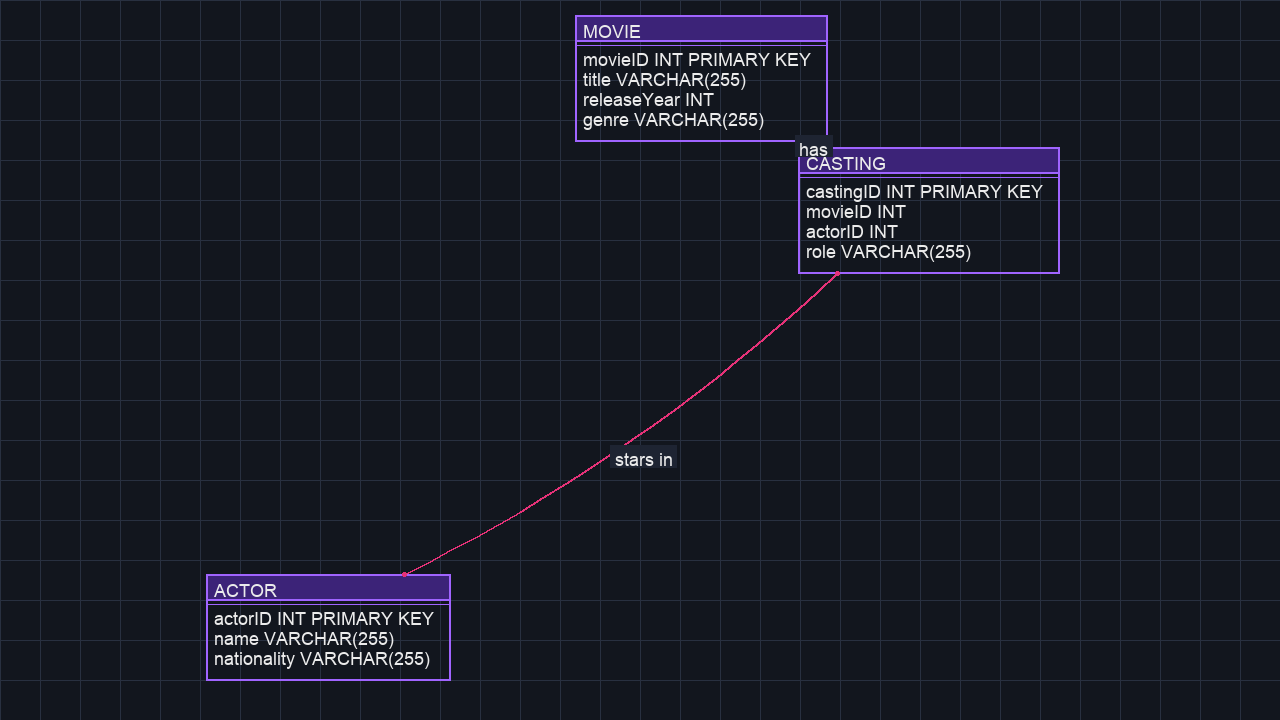 MOVIE
movieID INT PRIMARY KEY
title VARCHAR(255)
releaseYear INT
genre VARCHAR(255)
has
CASTING
castingID INT PRIMARY KEY
movieID INT
actorID INT
role VARCHAR(255)
stars in
ACTOR
actorID INT PRIMARY KEY
name VARCHAR(255)
nationality VARCHAR(255)